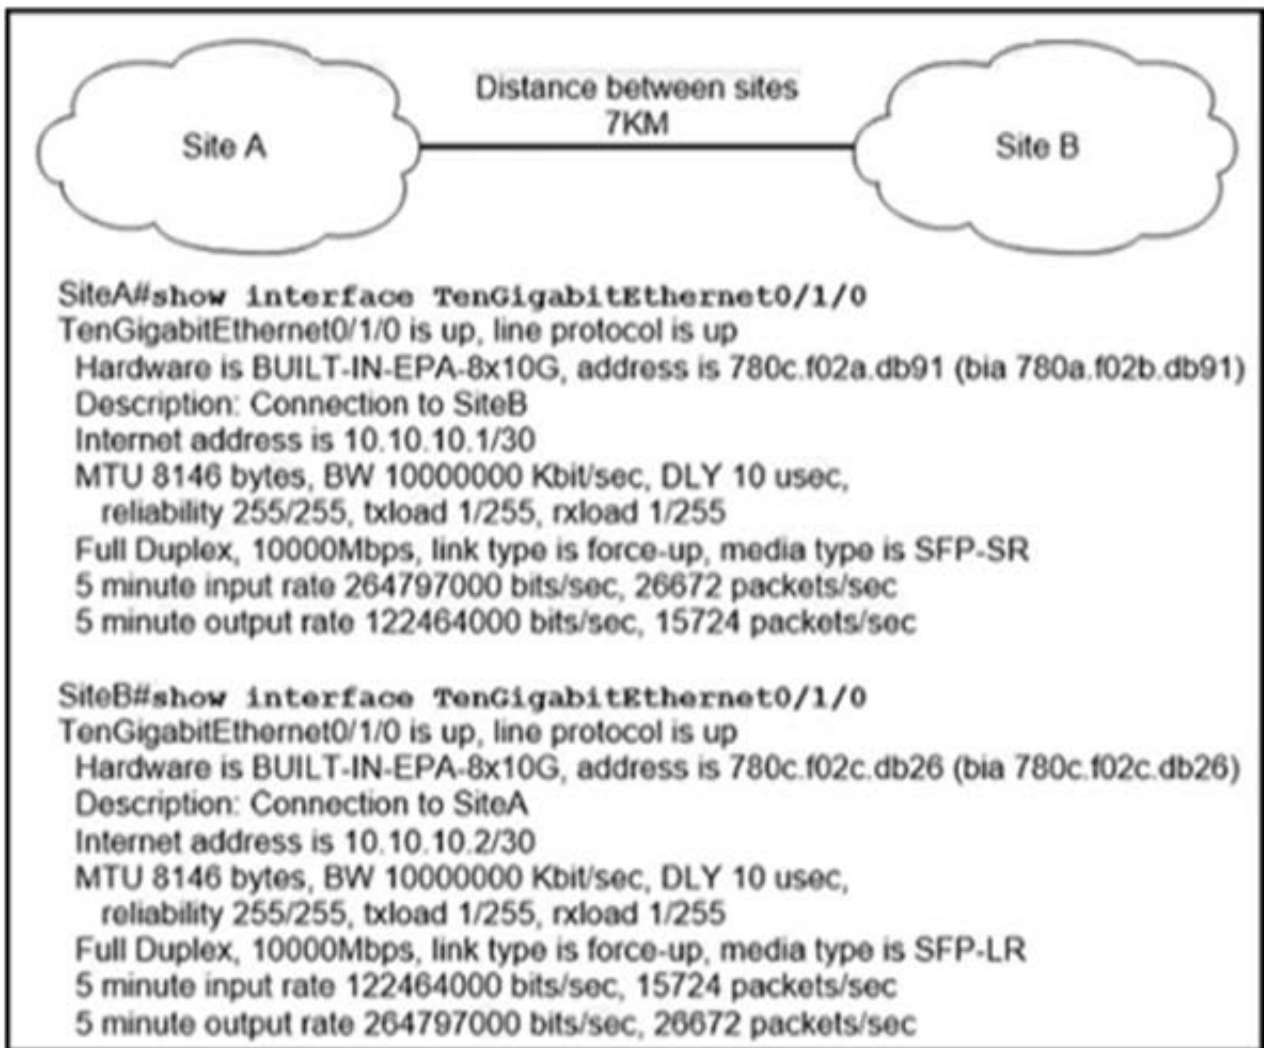 Distance between sites
7KM
Site A
Site B
SiteA#show interface TenGigabitEthernet0/1/0
TenGigabitEthernet0/1/0 is up, line protocol is up
Hardware is BUILT-IN-EPA-8x10G, address is 780c.f02a.db91 (bia 780a.f02b.db91)
Description: Connection to SiteB
Internet address is 10.10.10.1/30
MTU 8146 bytes, BW 10000000 Kbit/sec, DLY 10 usec,
reliability 255/255, txload 1/255, rxload 1/255
Full Duplex, 10000Mbps, link type is force-up, media type is SFP-SR
5 minute input rate 264797000 bits/sec, 26672 packets/sec
5 minute output rate 122464000 bits/sec, 15724 packets/sec
SiteB#show interface TenGigabitEthernet0/1/0
TenGigabitEthernet0/1/0 is up, line protocol is up
Hardware is BUILT-IN-EPA-8x10G, address is 780c.f02c.db26 (bia 780c.f02c.db26)
Description: Connection to SiteA
Internet address is 10.10.10.2/30
MTU 8146 bytes, BW 10000000 Kbit/sec, DLY 10 usec,
reliability 255/255, txload 1/255, rxload 1/255
Full Duplex, 10000Mbps, link type is force-up, media type is SFP-LR
5 minute input rate 122464000 bits/sec, 15724 packets/sec
5 minute output rate 264797000 bits/sec, 26672 packets/sec